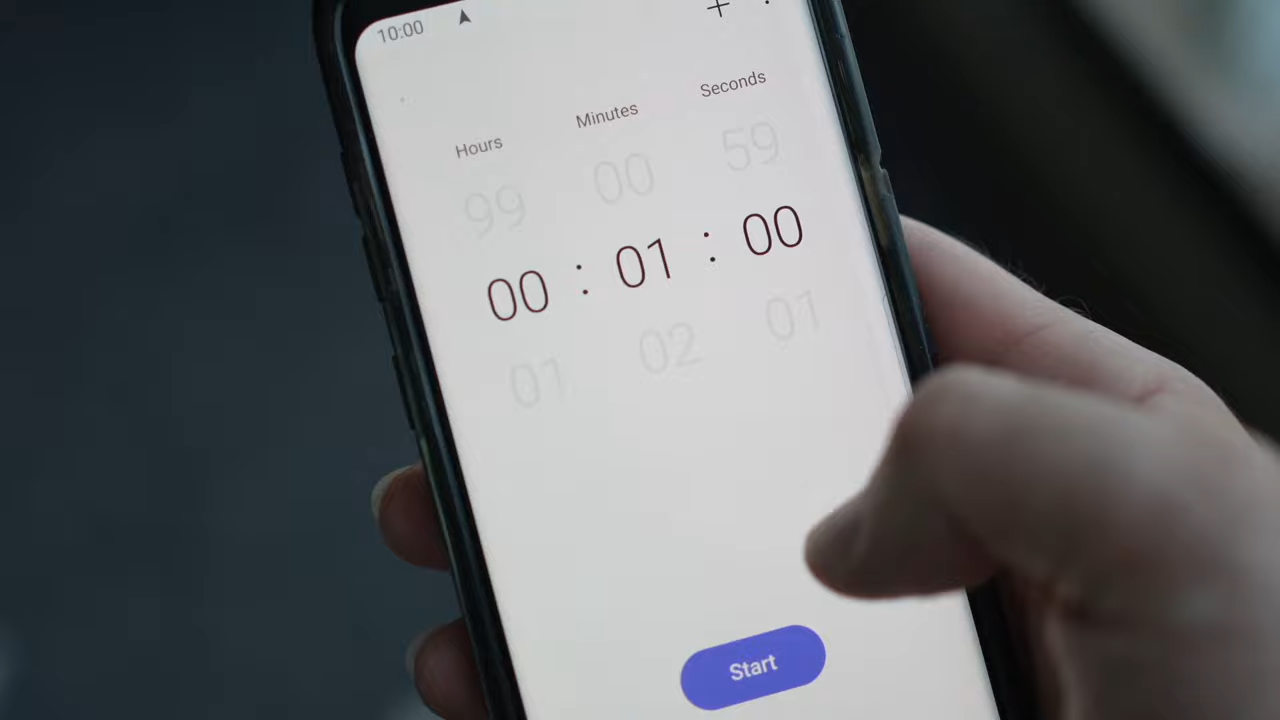 10:00
Hours Minutes Seconds
99 00 59
00 : 01 : 00
01 02 01
Start